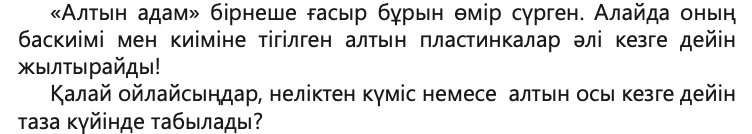 «Алтын адам» бірнеше ғасыр бұрын өмір сүрген. Алайда оның
баскиімі мен киіміне тігілген алтын пластинкалар әлі кезге дейін
жылтырайды!
Қалай ойлайсыңдар, неліктен күміс немесе алтын осы кезге дейін
таза күйінде табылады?